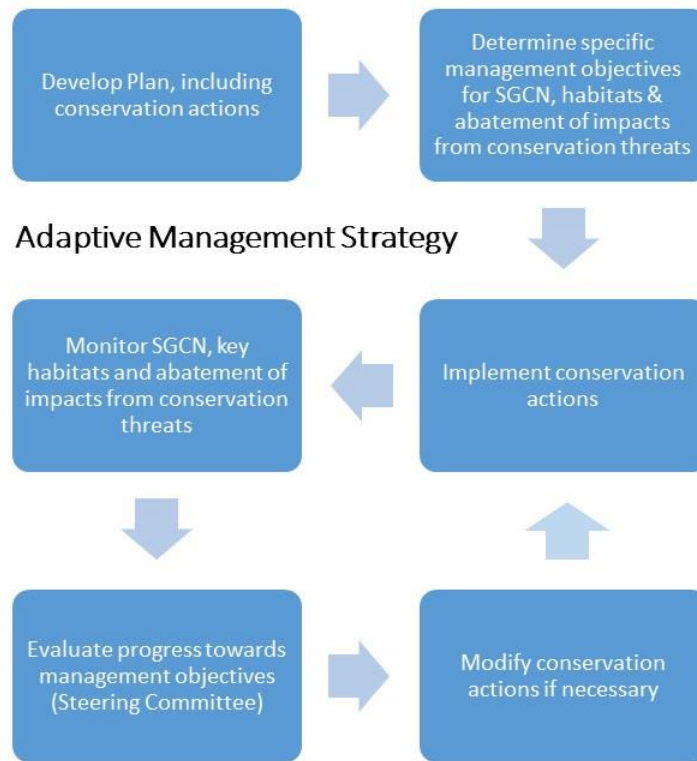 Develop Plan, including
conservation actions
Determine specific
management objectives
for SGCN, habitats &
abatement of impacts
from conservation threats
Adaptive Management Strategy
Monitor SGCN, key
habitats and abatement of
impacts from conservation
threats
Implement conservation
actions
Evaluate progress towards
management objectives
(Steering Committee)
Modify conservation
actions if necessary